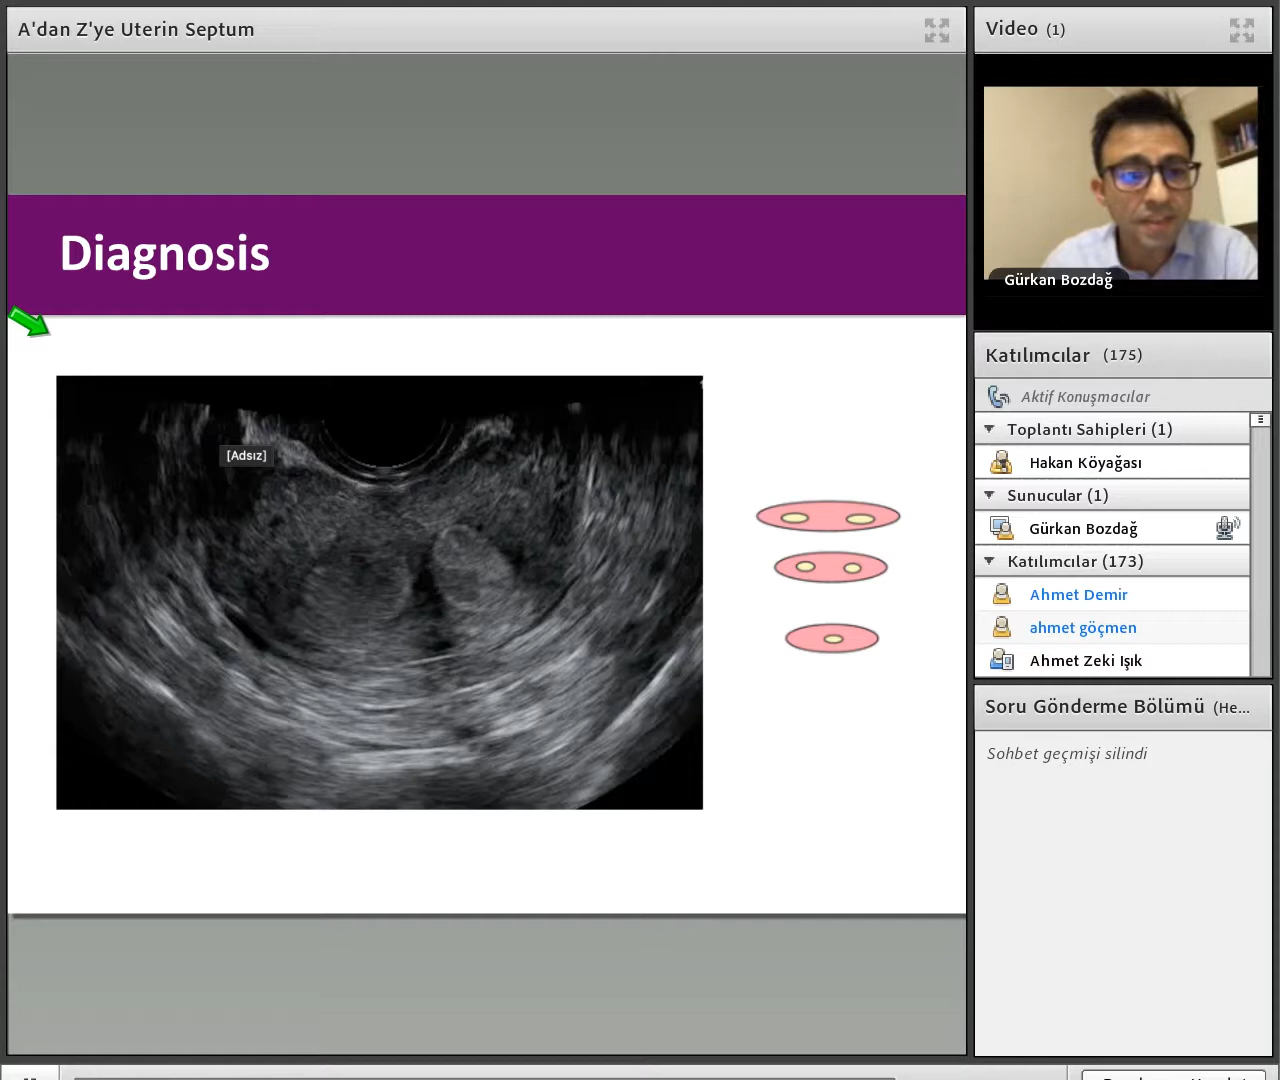 A'dan Z'ye Uterin Septum
Diagnosis
[Adsız]
Video (1)
Gürkan Bozdağ
Katılımcılar (175)
Aktif Konuşmacılar
Toplantı Sahipleri (1)
Hakan Köyağası
Sunucular (1)
Gürkan Bozdağ
Katılımcılar (173)
Ahmet Demir
ahmet göçmen
Ahmet Zeki Işık
Soru Gönderme Bölümü (He...
Sohbet geçmişi silindi